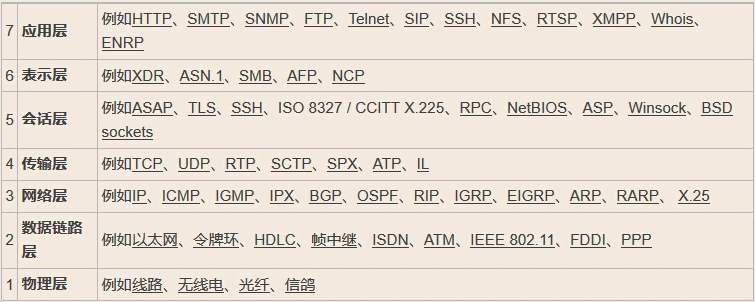 7 应用层 例如HTTP、SMTP、SNMP、FTP、Telnet、SIP、SSH、NFS、RTSP、XMPP、Whois、
ENRP
6 表示层 例如XDR、ASN.1、SMB、AFP、NCP
5 会话层 例如ASAP、TLS、SSH、ISO 8327 / CCITT X.225、RPC、NetBIOS、ASP、Winsock、BSD
sockets
4 传输层 例如TCP、UDP、RTP、SCTP、SPX、ATP、IL
3 网络层 例如IP、ICMP、IGMP、IPX、BGP、OSPF、RIP、IGRP、EIGRP、ARP、RARP、 X.25
2 数据链路
层 例如以太网、令牌环、HDLC、帧中继、ISDN、ATM、IEEE 802.11、FDDI、PPP
1 物理层 例如线路、无线电、光纤、信鸽